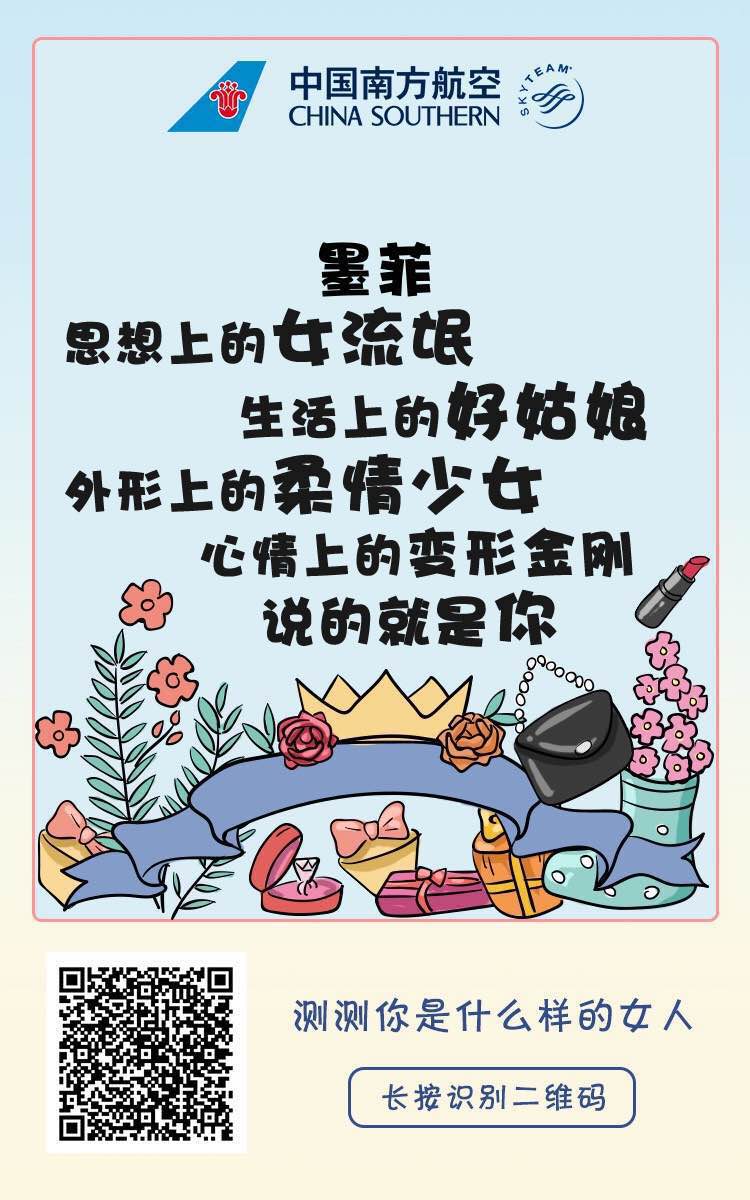 中国南方航空
CHINA SOUTHERN
SKYTEAM
墨菲
思想上的女流氓
生活上的好姑娘
外形上的柔情少女
心情上的变形金刚
说的就是你
测测你是什么样的女人
长按识别二维码